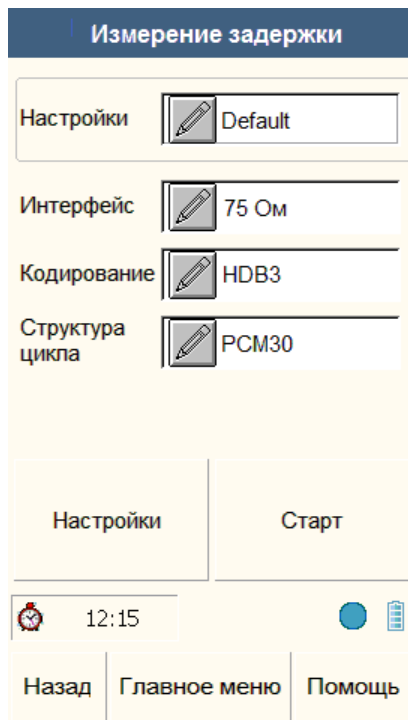 Измерение задержки
Настройки Default
Интерфейс 75 Ом
Кодирование HDB3
Структура
цикла PCM30
Настройки Старт
12:15
Назад Главное меню Помощь